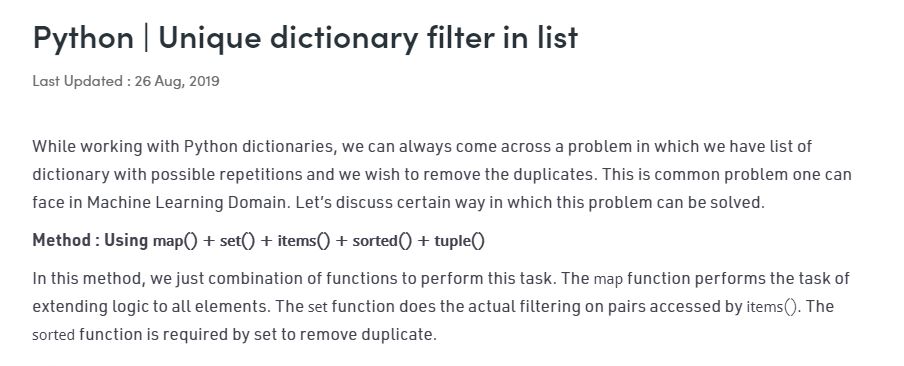 Python | Unique dictionary filter in list
Last Updated : 26 Aug, 2019
While working with Python dictionaries, we can always come across a problem in which we have list of
dictionary with possible repetitions and we wish to remove the duplicates. This is common problem one can
face in Machine Learning Domain. Let’s discuss certain way in which this problem can be solved.
Method : Using map() + set() + items() + sorted() + tuple()
In this method, we just combination of functions to perform this task. The map function performs the task of
extending logic to all elements. The set function does the actual filtering on pairs accessed by items(). The
sorted function is required by set to remove duplicate.